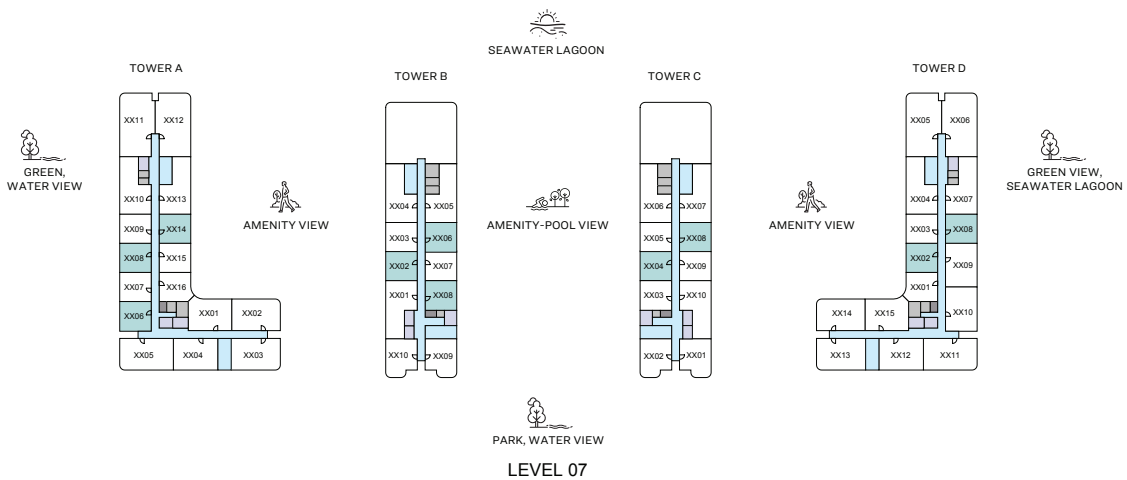 SEAWATER LAGOON
TOWER A
TOWER B
TOWER C
TOWER D
XX11 XX12
XX10 XX13
XX09 XX14
XX08 XX15
XX07 XX16
XX06 XX01 XX02
XX05 XX04 XX03
XX04 XX05
XX03 XX06
XX02 XX07
XX01 XX08
XX10 XX09
XX06 XX07
XX05 XX08
XX04 XX09
XX03 XX10
XX02 XX01
XX05 XX06
XX04 XX07
XX03 XX08
XX02 XX09
XX01
XX14 XX15 XX10
XX13 XX12 XX11
GREEN,
WATER VIEW
AMENITY VIEW
AMENITY-POOL VIEW
AMENITY VIEW
GREEN VIEW,
SEAWATER LAGOON
PARK, WATER VIEW
LEVEL 07